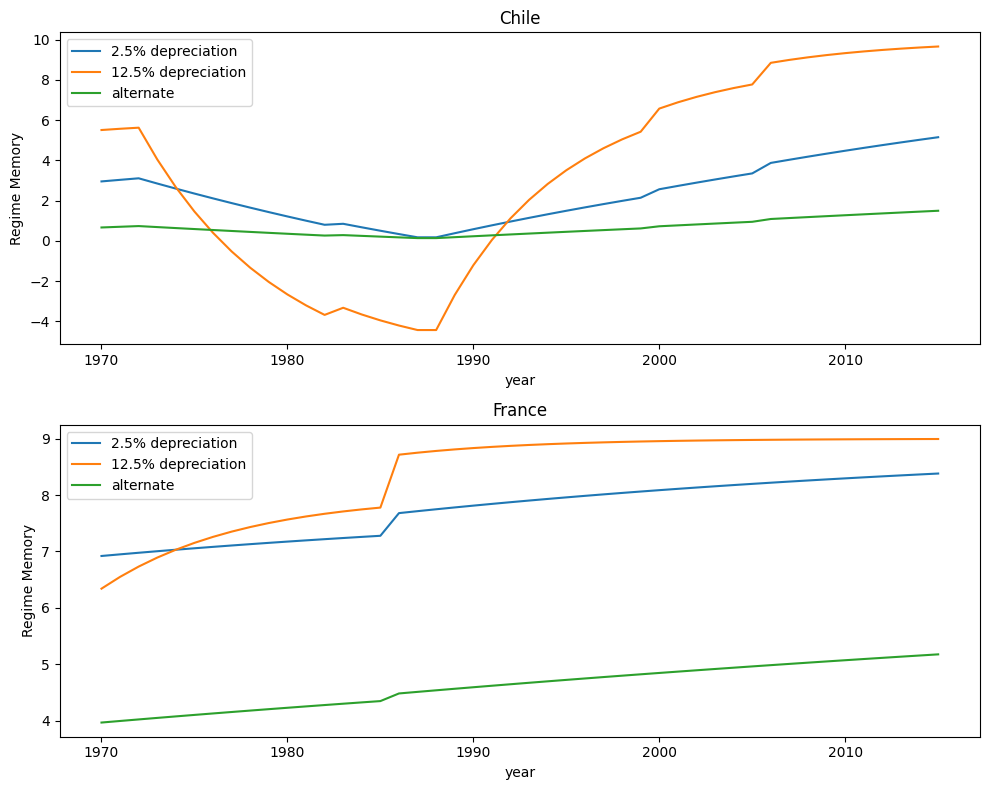 Chile
2.5% depreciation
12.5% depreciation
alternate
Regime Memory
10
8
6
4
2
0
−2
−4
1970
1980
1990
2000
2010
year
France
2.5% depreciation
12.5% depreciation
alternate
Regime Memory
9
8
7
6
5
4
1970
1980
1990
2000
2010
year